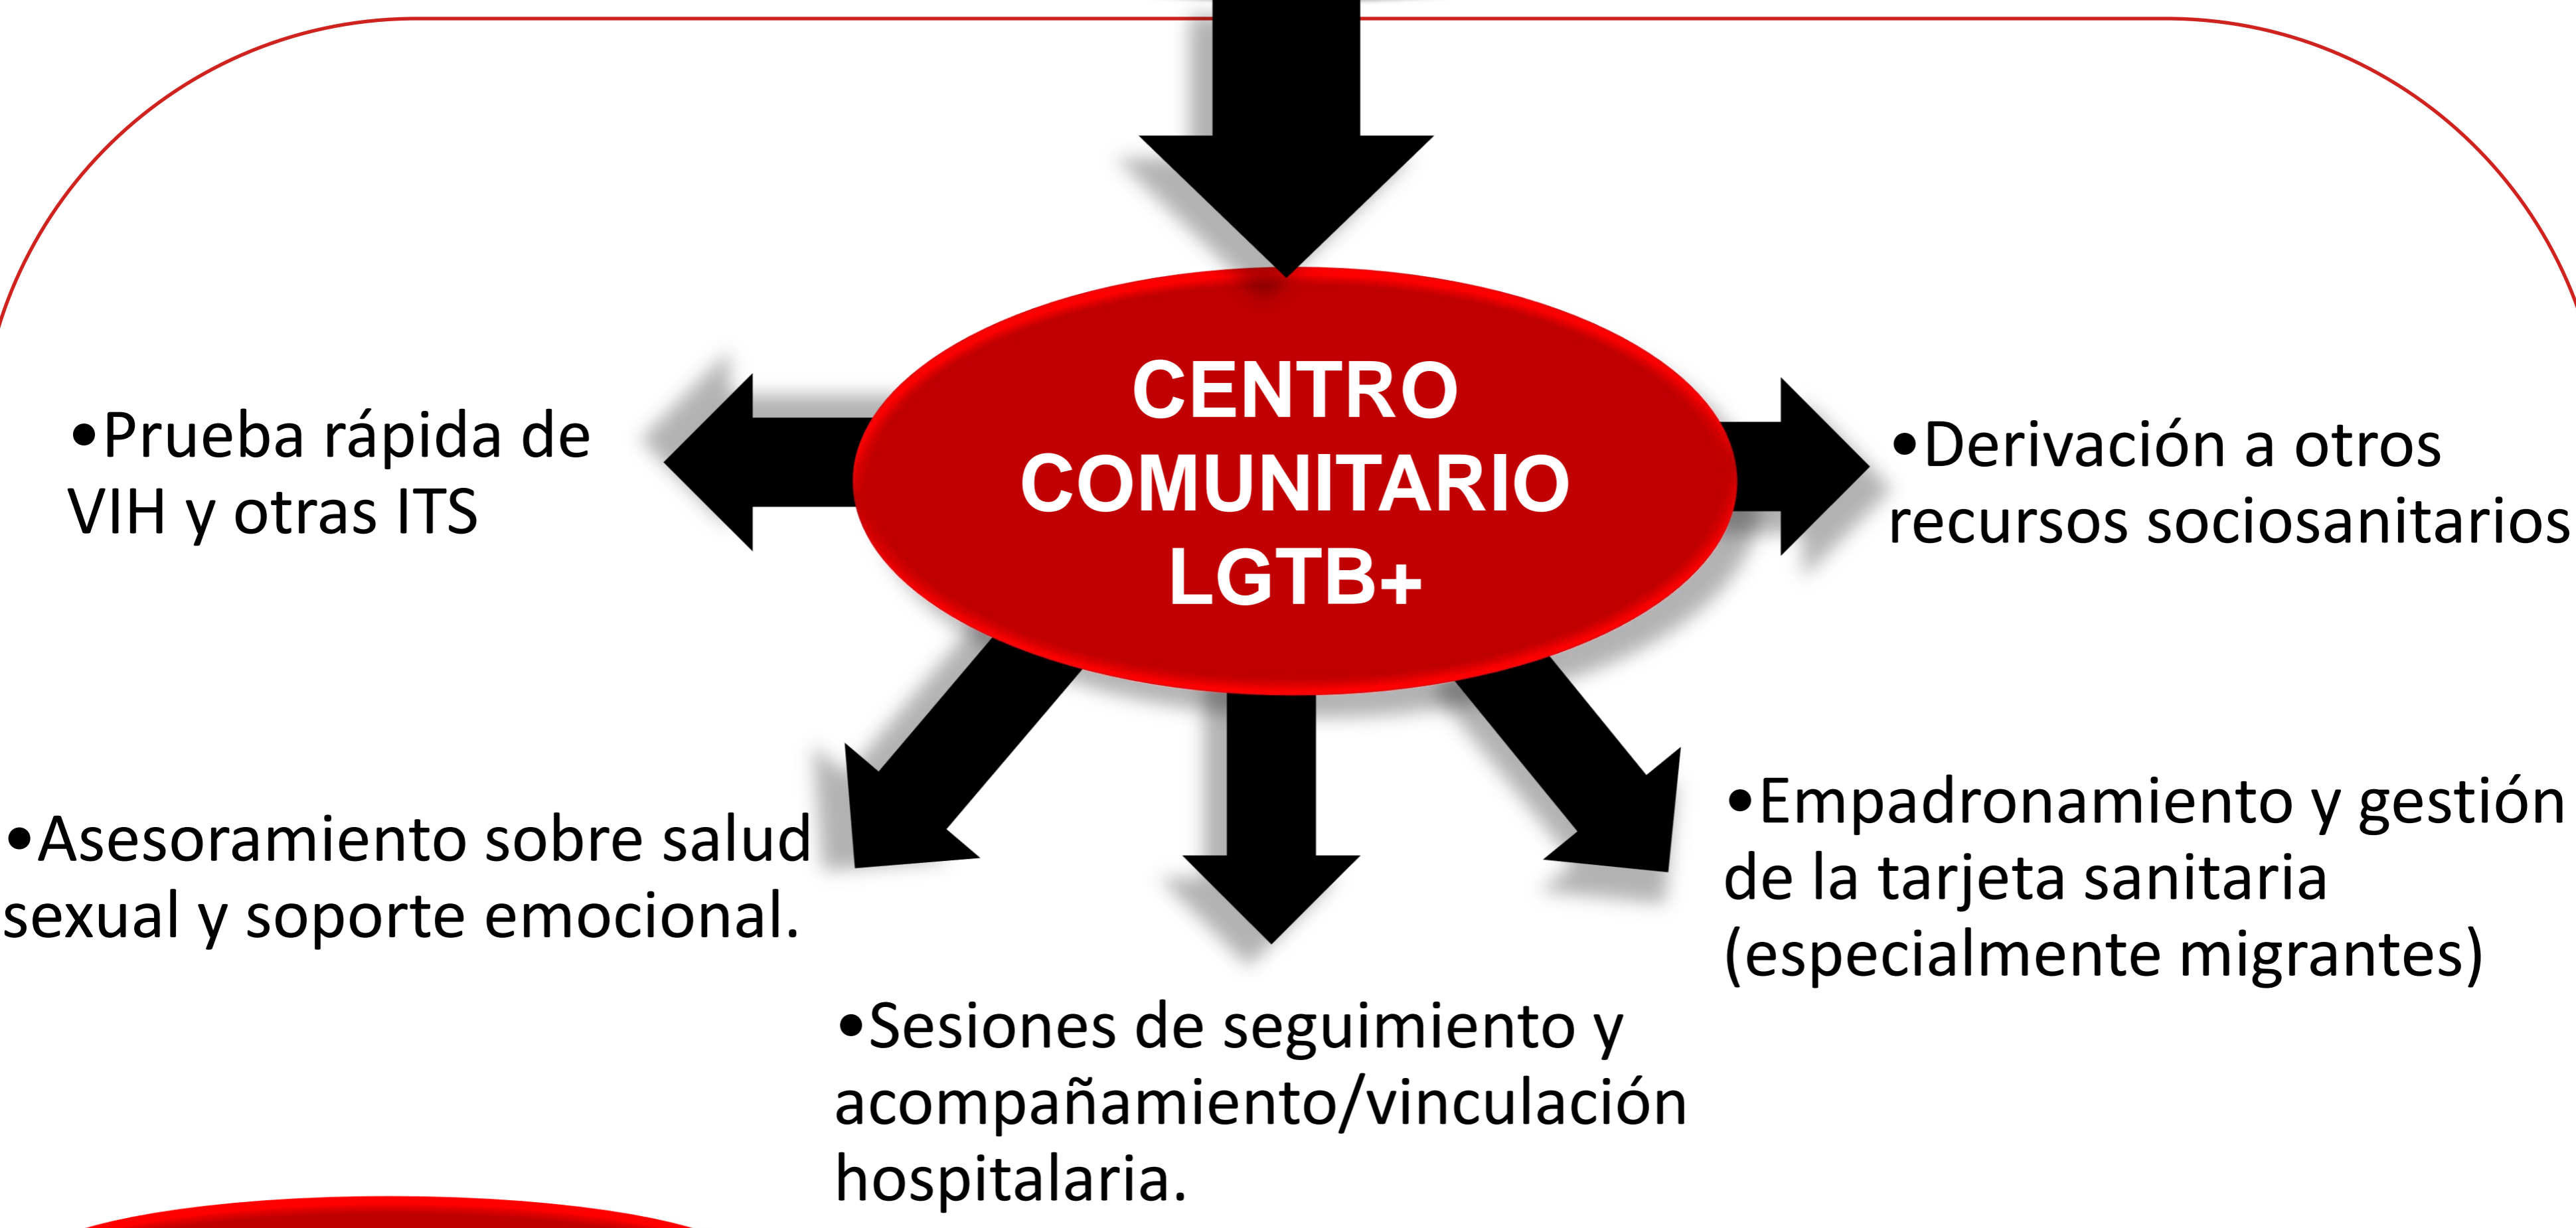 CENTRO
COMUNITARIO
LGTB+
•Prueba rápida de
VIH y otras ITS
•Derivación a otros
recursos sociosanitarios
•Asesoramiento sobre salud
sexual y soporte emocional.
•Empadronamiento y gestión
de la tarjeta sanitaria
(especialmente migrantes)
•Sesiones de seguimiento y
acompañamiento/vinculación
hospitalaria.